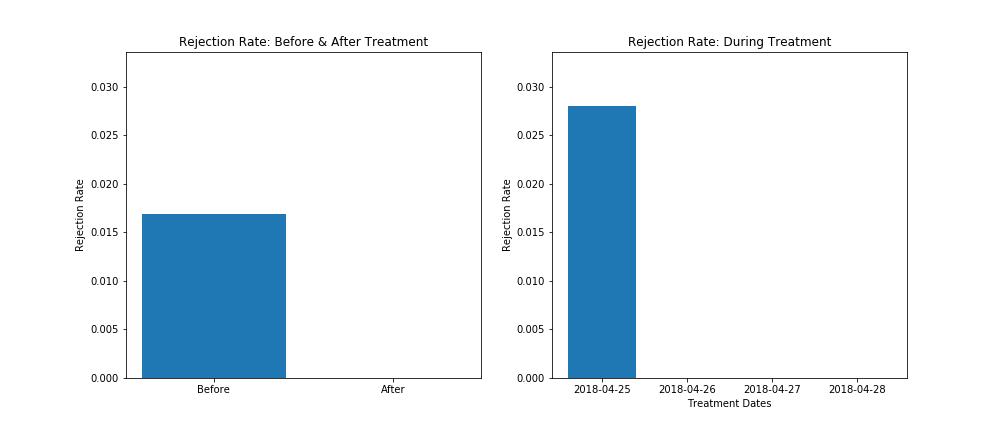 Rejection Rate: Before & After Treatment
Rejection Rate
0.030
0.025
0.020
0.015
0.010
0.005
0.000
Before After
Rejection Rate: During Treatment
Rejection Rate
0.030
0.025
0.020
0.015
0.010
0.005
0.000
2018-04-25 2018-04-26 2018-04-27 2018-04-28
Treatment Dates